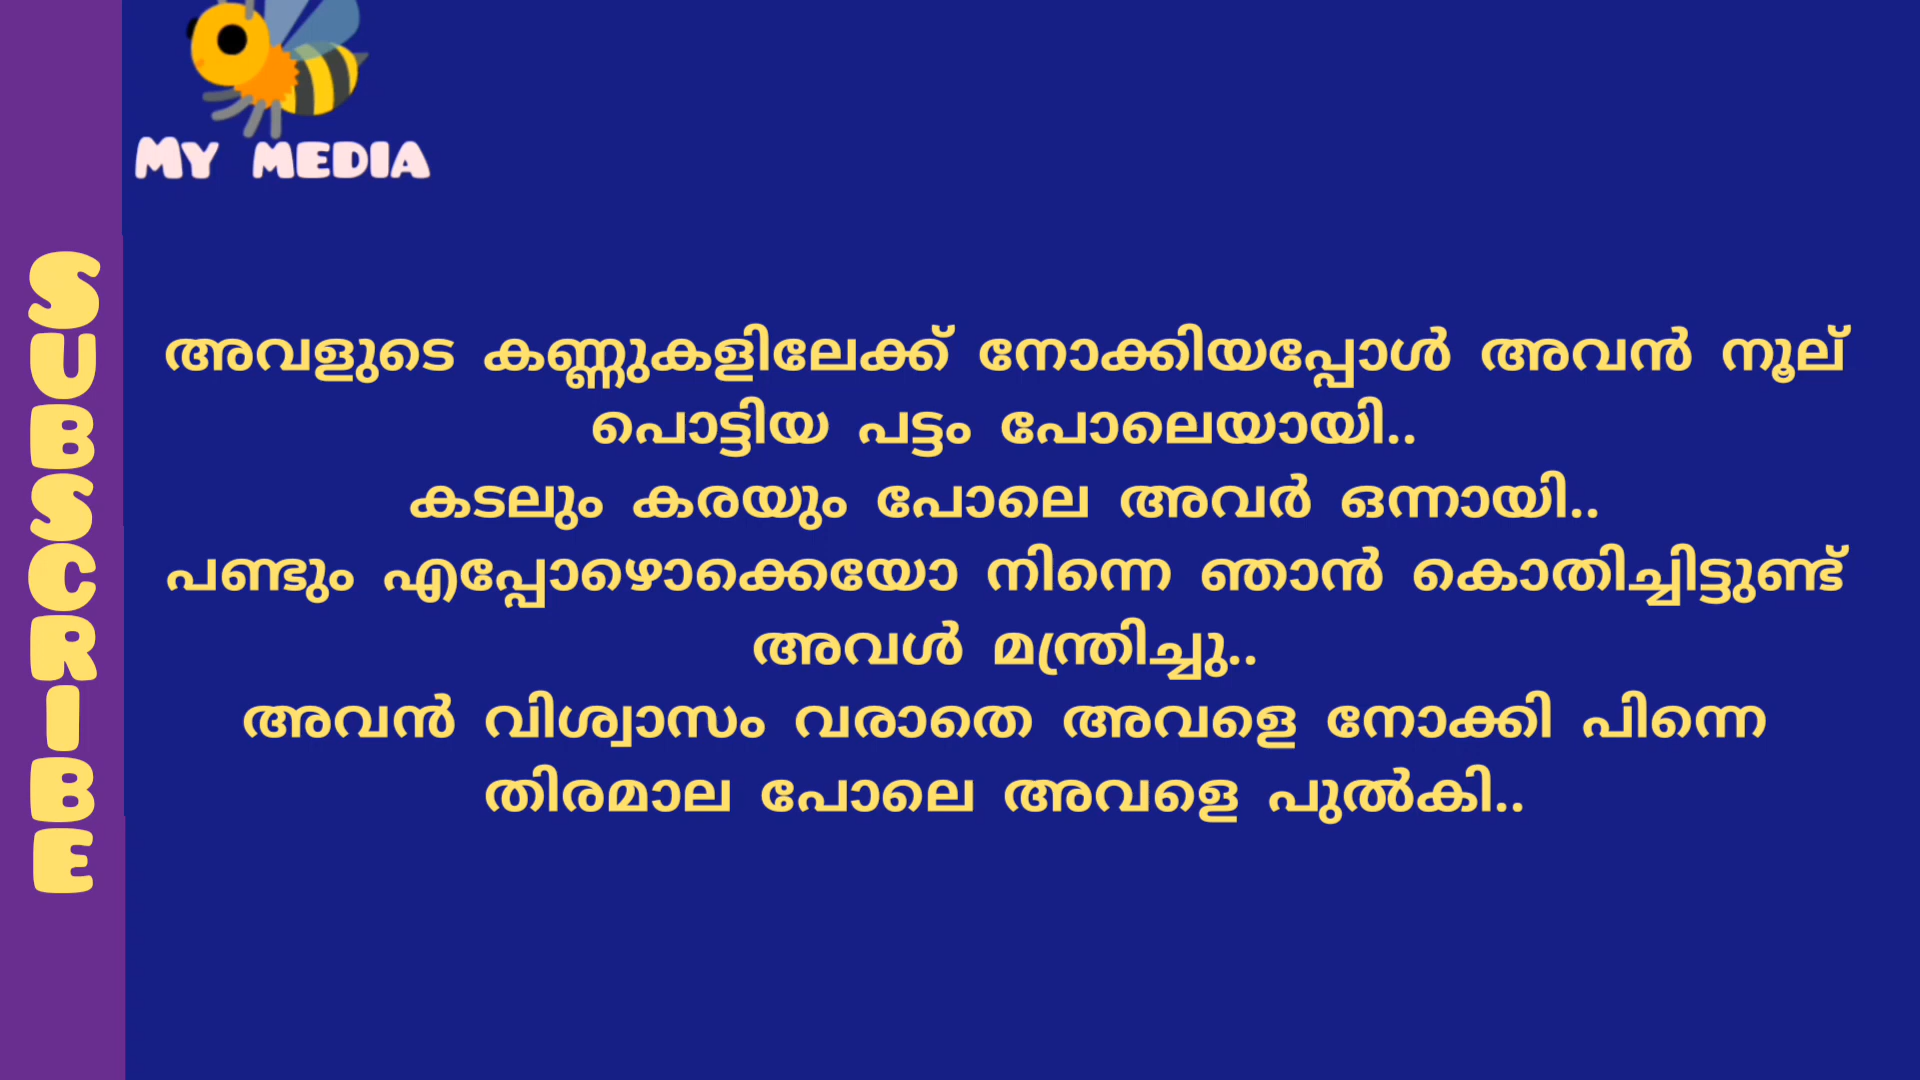 My media
SUBSCRIBE
അവളുടെ കണ്ണുകളിലേക്ക് നോക്കിയപ്പോൾ അവൻ നൂല്
പൊട്ടിയ പട്ടം പോലെയായി..
കടലും കരയും പോലെ അവർ ഒന്നായി..
പണ്ടും എപ്പോഴൊക്കെയോ നിന്നെ ഞാൻ കൊതിച്ചിട്ടുണ്ട്
അവൾ മന്ത്രിച്ചു..
അവൻ വിശ്വാസം വരാതെ അവളെ നോക്കി പിന്നെ
തിരമാല പോലെ അവളെ പുൽകി..